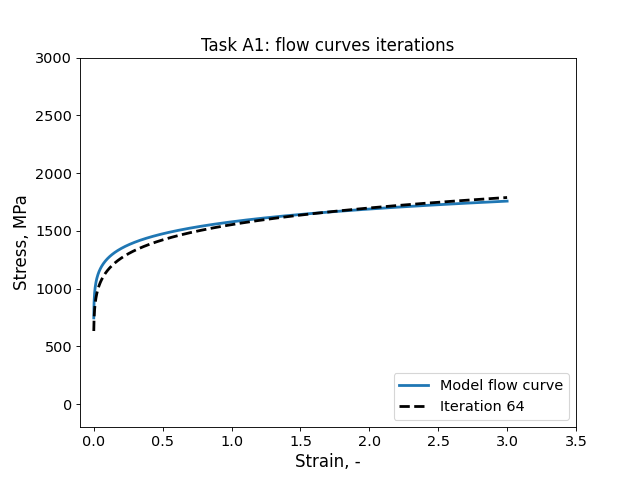 Task A1: flow curves iterations
3000
2500
2000
1500
1000
500
0
Stress, MPa
Model flow curve
Iteration 64
0.0 0.5 1.0 1.5 2.0 2.5 3.0 3.5
Strain, -